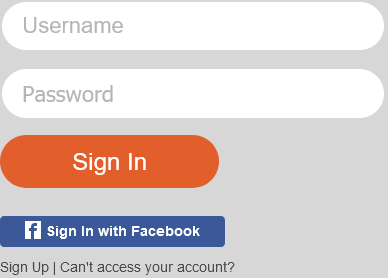 Username
Password
Sign In
f Sign In with Facebook
Sign Up | Can't access your account?